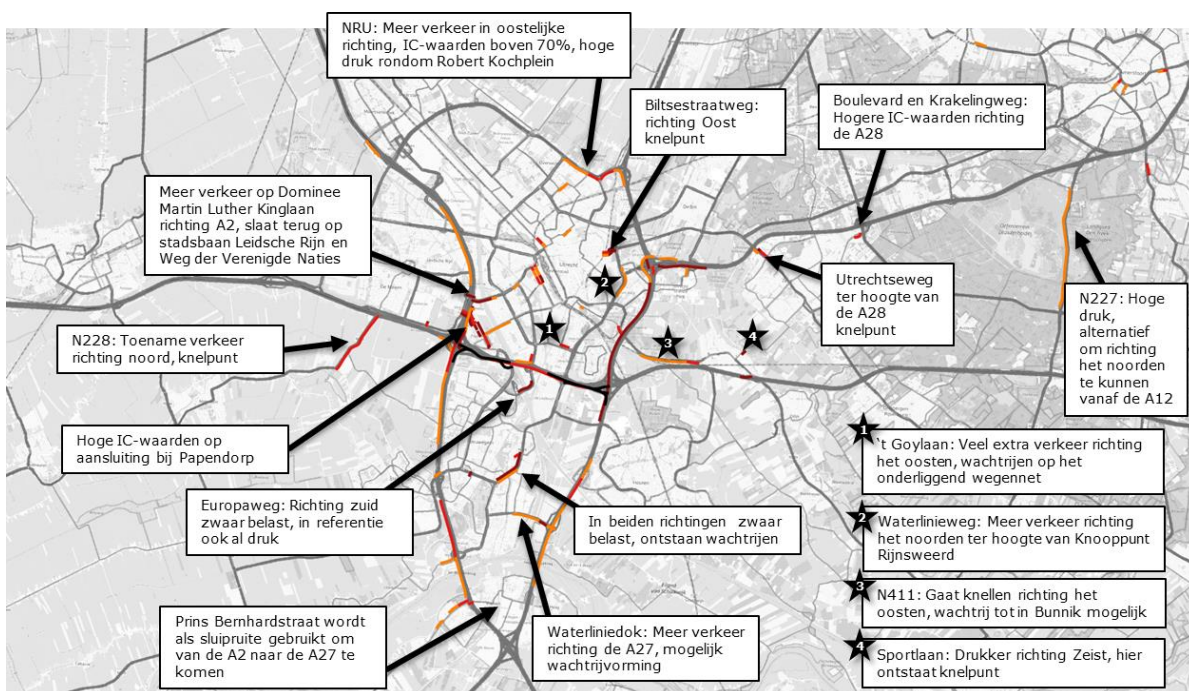 NRU: Meer verkeer in oostelijke
richting, IC-waarden boven 70%, hoge
druk rondom Robert Kochplein
Biltsestraatweg:
richting Oost
knelpunt
Boulevard en Krakelingweg:
Hogere IC-waarden richting
de A28
Meer verkeer op Dominee
Martin Luther Kinglaan
richting A2, slaat terug op
stadsbaan Leidsche Rijn en
Weg der Verenigde Naties
Utrechtseweg
ter hoogte van
de A28
knelpunt
N227: Hoge
druk,
alternatief
om richting
het noorden
te kunnen
vanaf de A12
N228: Toename verkeer
richting noord, knelpunt
Hoge IC-waarden op
aansluiting bij Papendorp
Europaweg: Richting zuid
zwaar belast, in referentie
ook al druk
In beiden richtingen zwaar
belast, ontstaan wachtrijen
Prins Bernhardstraat wordt
als sluipruite gebruikt om
van de A2 naar de A27 te
komen
Waterliniedok: Meer verkeer
richting de A27, mogelijk
wachtrijvorming
1
2
3
4
1
't Goylaan: Veel extra verkeer richting
het oosten, wachtrijen op het
onderliggend wegennet
2
Waterlinieweg: Meer verkeer richting
het noorden ter hoogte van Knooppunt
Rijnsweerd
3
N411: Gaat knellen richting het
oosten, wachtrij tot in Bunnik mogelijk
4
Sportlaan: Drukker richting Zeist, hier
ontstaat knelpunt